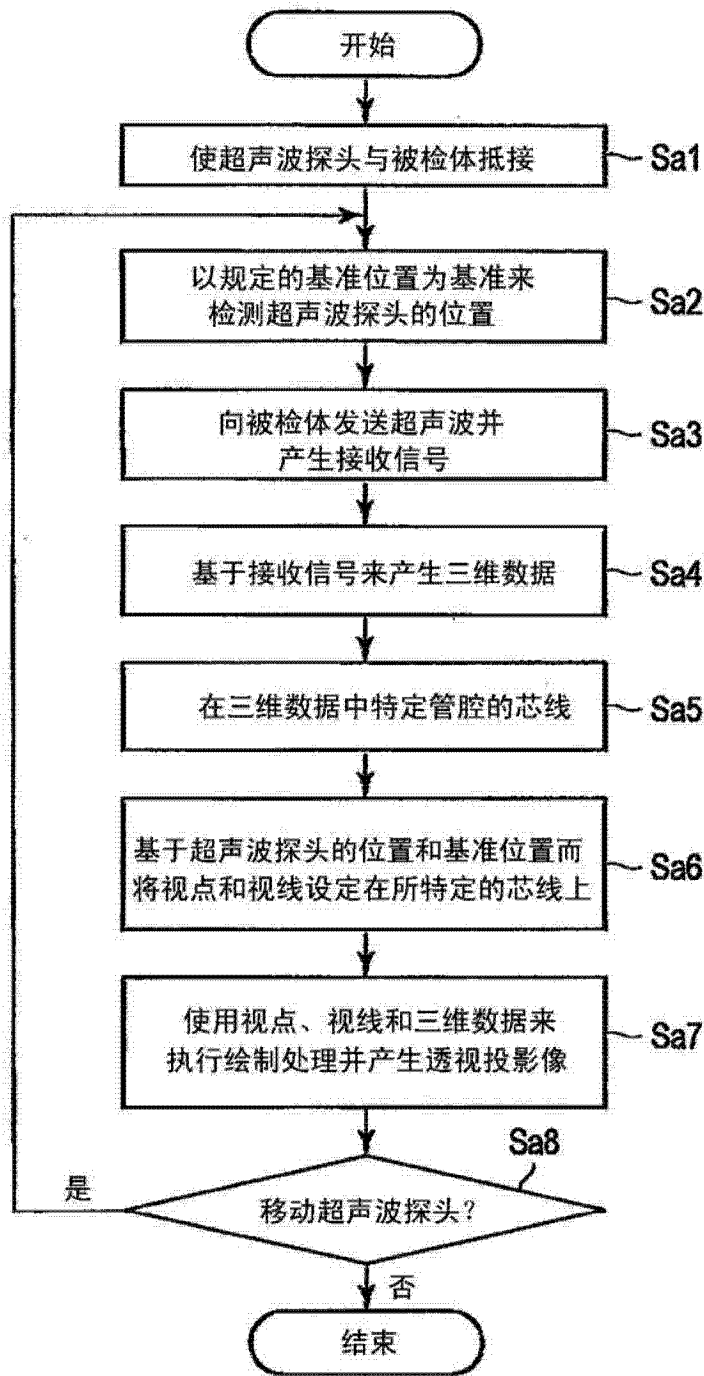 开始
使超声波探头与被检体抵接
Sa1
以规定的基准位置为基准来
检测超声波探头的位置
Sa2
向被检体发送超声波并
产生接收信号
Sa3
基于接收信号来产生三维数据
Sa4
在三维数据中特定管腔的芯线
Sa5
基于超声波探头的位置和基准位置而
将视点和视线设定在所特定的芯线上
Sa6
使用视点、视线和三维数据来
执行绘制处理并产生透视投影像
Sa7
Sa8
是
移动超声波探头?
否
结束